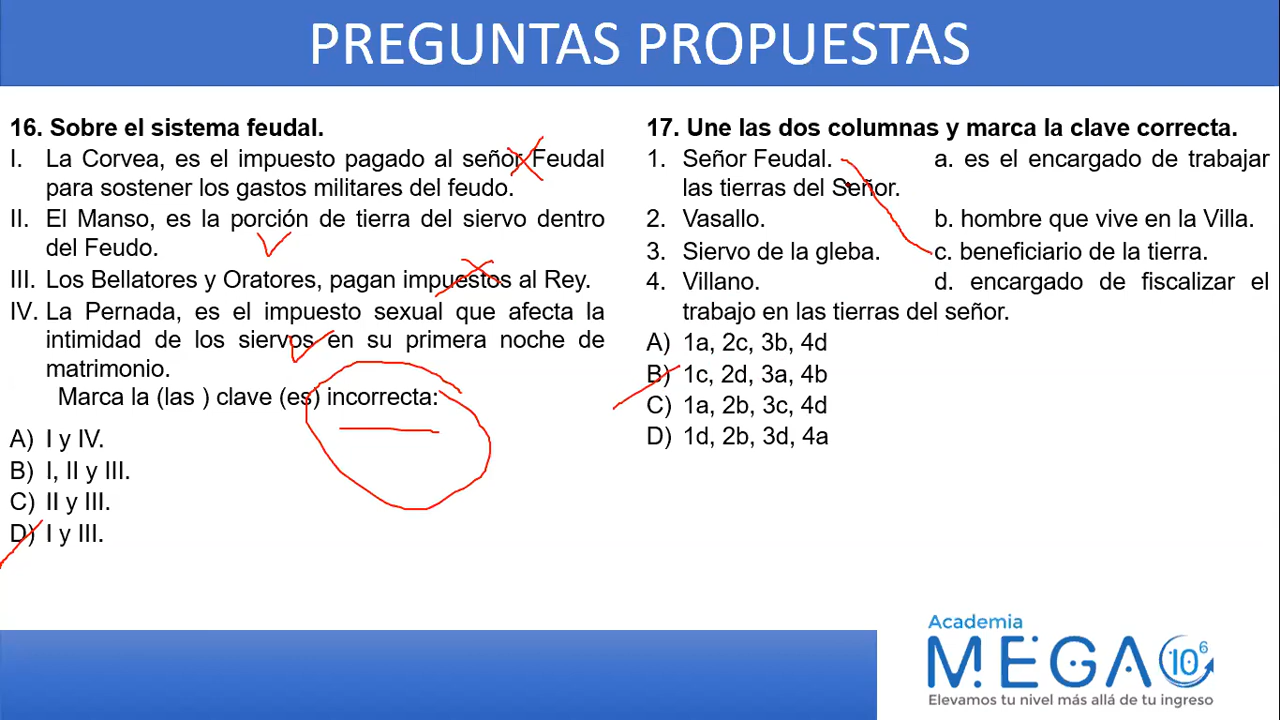 PREGUNTAS PROPUESTAS
16. Sobre el sistema feudal.
I. La Corvea, es el impuesto pagado al señor Feudal
para sostener los gastos militares del feudo.
II. El Manso, es la porción de tierra del siervo dentro
del Feudo.
III. Los Bellatores y Oratores, pagan impuestos al Rey.
IV. La Pernada, es el impuesto sexual que afecta la
intimidad de los siervos en su primera noche de
matrimonio.
Marca la (las ) clave (es) incorrecta:
A) I y IV.
B) I, II y III.
C) II y III.
D) I y III.
17. Une las dos columnas y marca la clave correcta.
1. Señor Feudal. a. es el encargado de trabajar
las tierras del Señor.
2. Vasallo. b. hombre que vive en la Villa.
3. Siervo de la gleba. c. beneficiario de la tierra.
4. Villano. d. encargado de fiscalizar el
trabajo en las tierras del señor.
A) 1a, 2c, 3b, 4d
B) 1c, 2d, 3a, 4b
C) 1a, 2b, 3c, 4d
D) 1d, 2b, 3d, 4a
Academia
MEGA 10⁶
Elevamos tu nivel más allá de tu ingreso